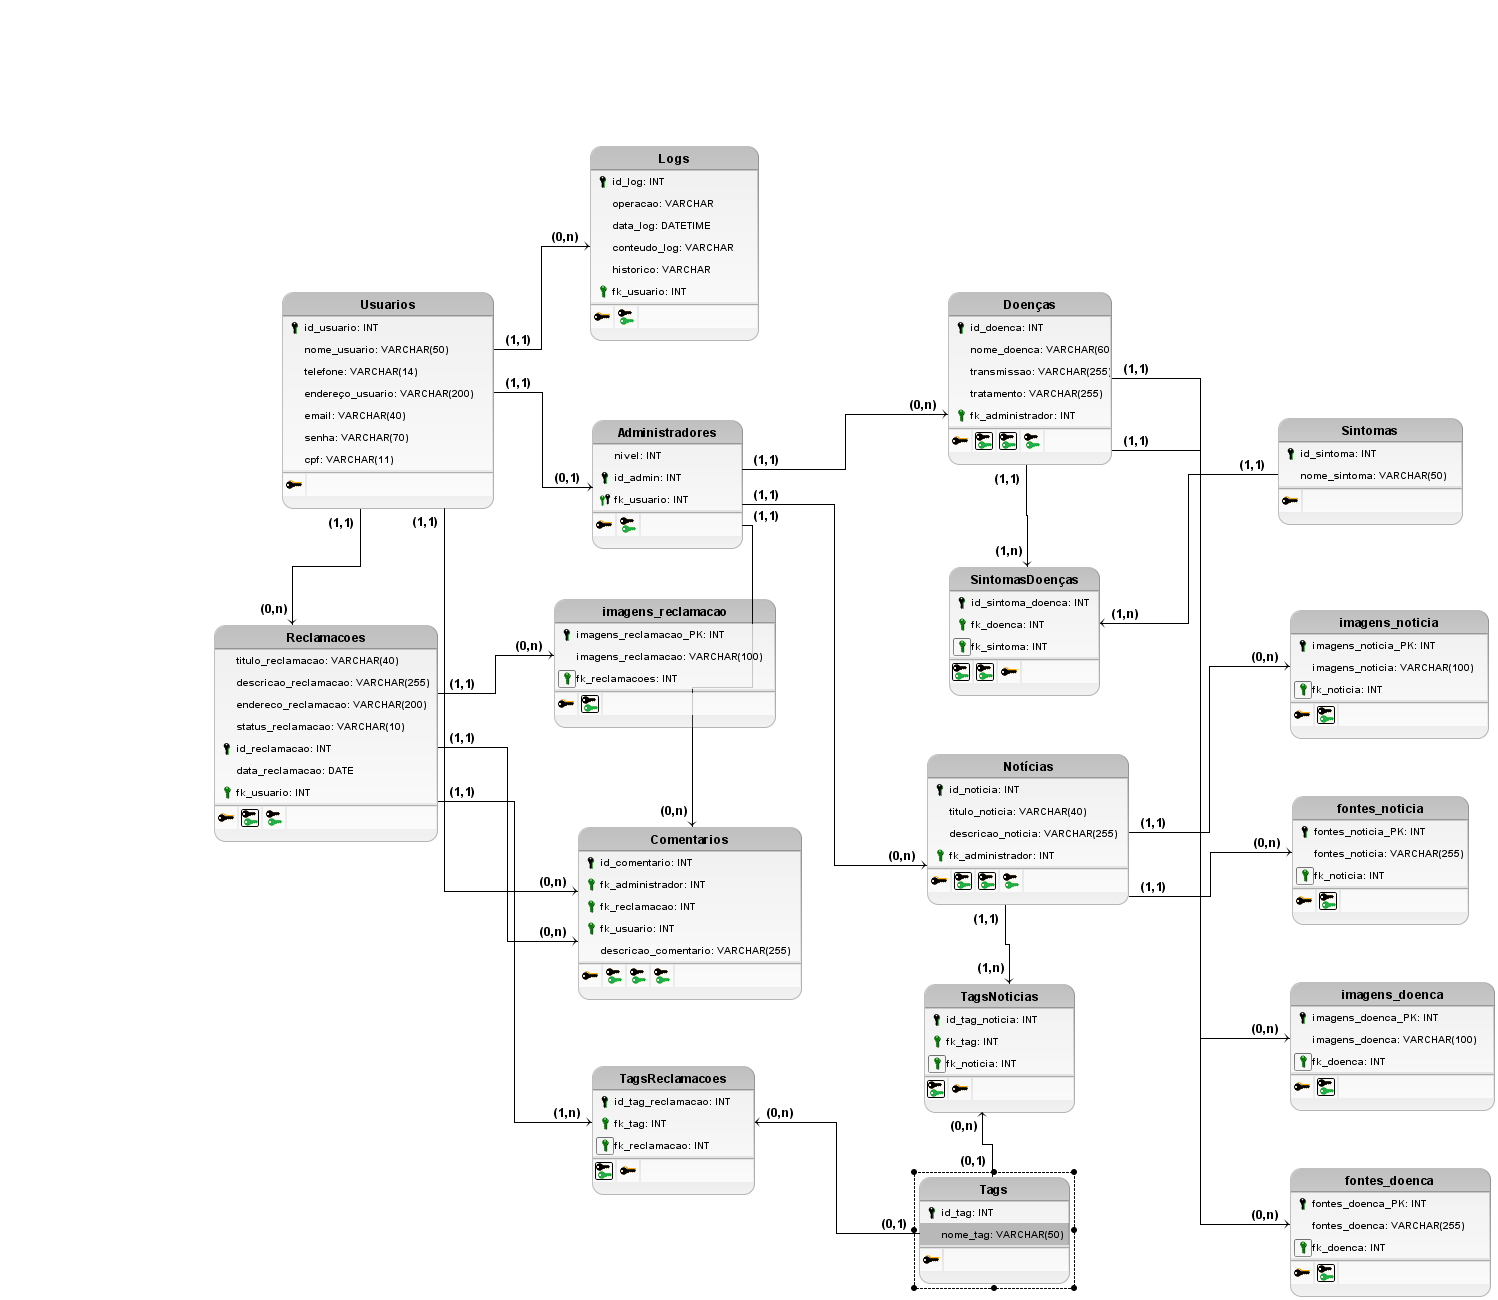 Logs
id_log: INT
operacao: VARCHAR
data_log: DATETIME
conteudo_log: VARCHAR
historico: VARCHAR
fk_usuario: INT
(0,n)
(1,1)
(1,1)
Usuarios
id_usuario: INT
nome_usuario: VARCHAR(50)
telefone: VARCHAR(14)
endereço_usuario: VARCHAR(200)
email: VARCHAR(40)
senha: VARCHAR(70)
cpf: VARCHAR(11)
(1,1)
(1,1)
(0,1)
Administradores
nivel: INT
id_admin: INT
fk_usuario: INT
(1,1)
(1,1)
(1,1)
(0,n)
Doenças
id_doenca: INT
nome_doenca: VARCHAR(60
transmissao: VARCHAR(255)
tratamento: VARCHAR(255)
fk_administrador: INT
(1,1)
(1,1)
(1,1)
(1,n)
Sintomas
id_sintoma: INT
nome_sintoma: VARCHAR(50)
(1,1)
(1,n)
SintomasDoenças
id_sintoma_doenca: INT
fk_doenca: INT
fk_sintoma: INT
(0,n)
Reclamacoes
titulo_reclamacao: VARCHAR(40)
descricao_reclamacao: VARCHAR(255)
endereco_reclamacao: VARCHAR(200)
status_reclamacao: VARCHAR(10)
id_reclamacao: INT
data_reclamacao: DATE
fk_usuario: INT
(1,1)
(1,1)
(1,1)
(0,n)
imagens_reclamacao
imagens_reclamacao_PK: INT
imagens_reclamacao: VARCHAR(100)
fk_reclamacoes: INT
(0,n)
(0,n)
(0,n)
Comentarios
id_comentario: INT
fk_administrador: INT
fk_reclamacao: INT
fk_usuario: INT
descricao_comentario: VARCHAR(255)
(0,n)
Notícias
id_noticia: INT
titulo_noticia: VARCHAR(40)
descricao_noticia: VARCHAR(255)
fk_administrador: INT
(1,1)
(1,1)
(1,1)
(1,n)
(0,n)
imagens_noticia
imagens_noticia_PK: INT
imagens_noticia: VARCHAR(100)
fk_noticia: INT
(0,n)
fontes_noticia
fontes_noticia_PK: INT
fontes_noticia: VARCHAR(255)
fk_noticia: INT
TagsNoticias
id_tag_noticia: INT
fk_tag: INT
fk_noticia: INT
(0,n)
(0,1)
(0,n)
imagens_doenca
imagens_doenca_PK: INT
imagens_doenca: VARCHAR(100)
fk_doenca: INT
(1,n)
TagsReclamacoes
id_tag_reclamacao: INT
fk_tag: INT
fk_reclamacao: INT
(0,n)
(0,1)
Tags
id_tag: INT
nome_tag: VARCHAR(50)
(0,n)
fontes_doenca
fontes_doenca_PK: INT
fontes_doenca: VARCHAR(255)
fk_doenca: INT